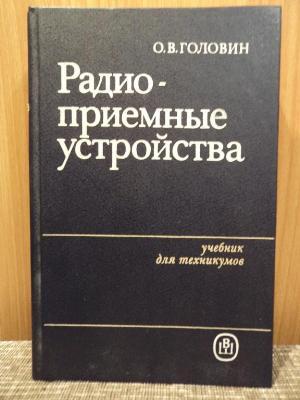 О.В.ГОЛОВИН
Радио-
приемные
устройства
учебник
для техникумов